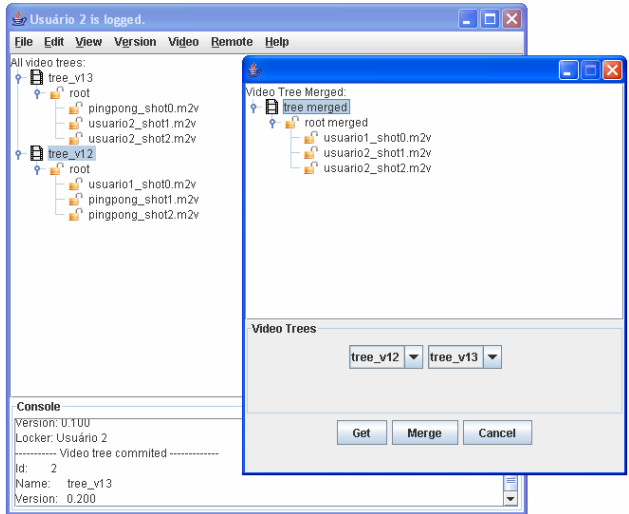 Usuário 2 is logged.
File Edit View Version Video Remote Help
All video trees:
tree_v13
root
pingpong_shot0.m2v
usuario2_shot1.m2v
usuario2_shot2.m2v
tree_v12
root
usuario1_shot0.m2v
pingpong_shot1.m2v
pingpong_shot2.m2v
Console
Version: 0.100
Locker: Usuário 2
---------- Video tree commited -------------
Id: 2
Name: tree_v13
Version: 0.200
Video Tree Merged:
tree merged
root merged
usuario1_shot0.m2v
usuario2_shot1.m2v
usuario2_shot2.m2v
Video Trees
tree_v12 tree_v13
Get Merge Cancel